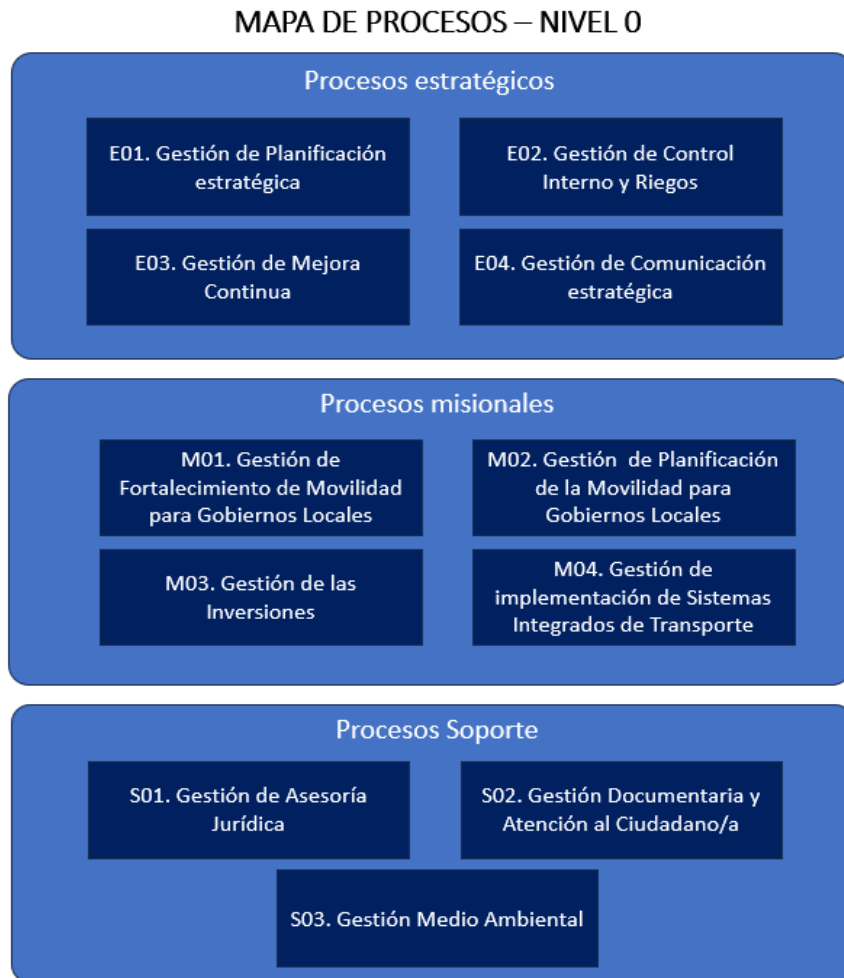 MAPA DE PROCESOS – NIVEL 0
Procesos estratégicos
E01. Gestión de Planificación
estratégica
E02. Gestión de Control
Interno y Riegos
E03. Gestión de Mejora
Continua
E04. Gestión de Comunicación
estratégica
Procesos misionales
M01. Gestión de
Fortalecimiento de Movilidad
para Gobiernos Locales
M02. Gestión  de Planificación
de la Movilidad para
Gobiernos Locales
M03. Gestión de las
Inversiones
M04. Gestión de
implementación de Sistemas
Integrados de Transporte
Procesos Soporte
S01. Gestión de Asesoría
Jurídica
S02. Gestión Documentaria y
Atención al Ciudadano/a
S03. Gestión Medio Ambiental